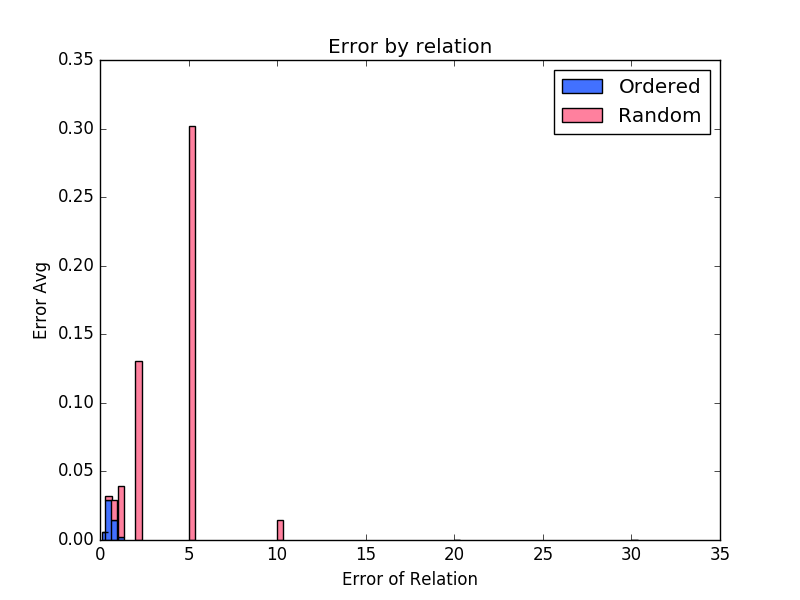 Error by relation
Ordered
Random
Error Avg
0.35
0.30
0.25
0.20
0.15
0.10
0.05
0.00
0 5 10 15 20 25 30 35
Error of Relation